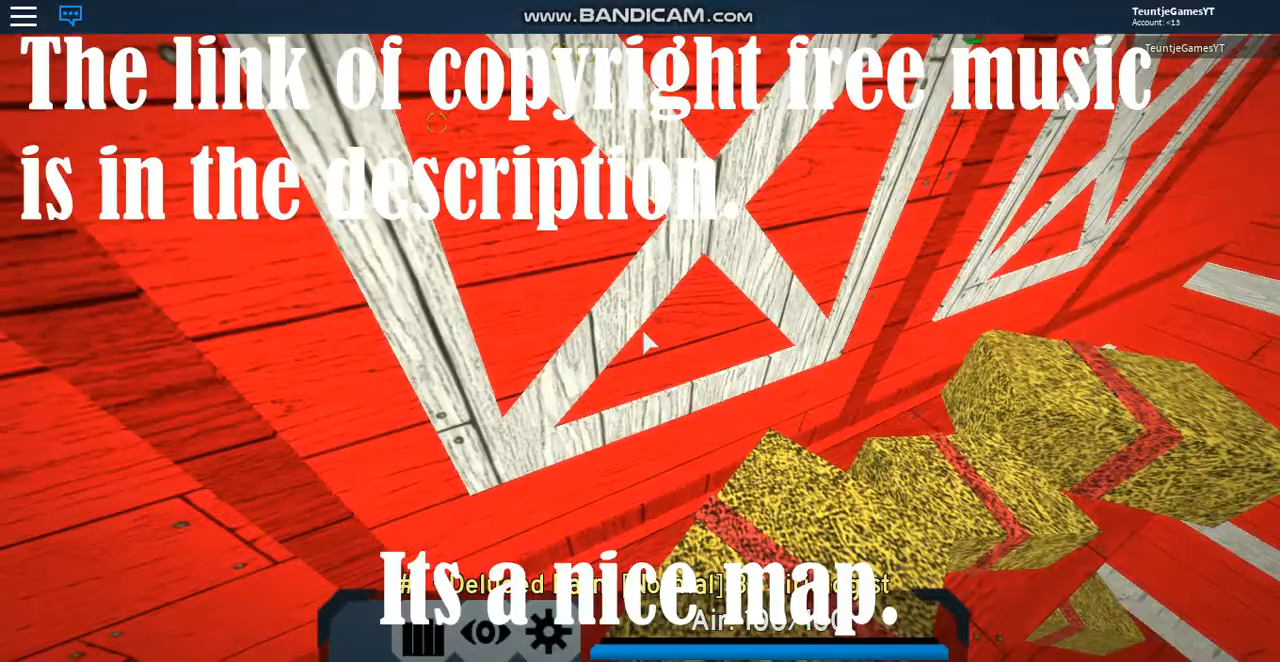 www.BANDICAM.com
TeuntjeGamesYT
Account: <13
TeuntjeGamesYT
The link of copyright free music
is in the description.
Its a nice map.
Air: